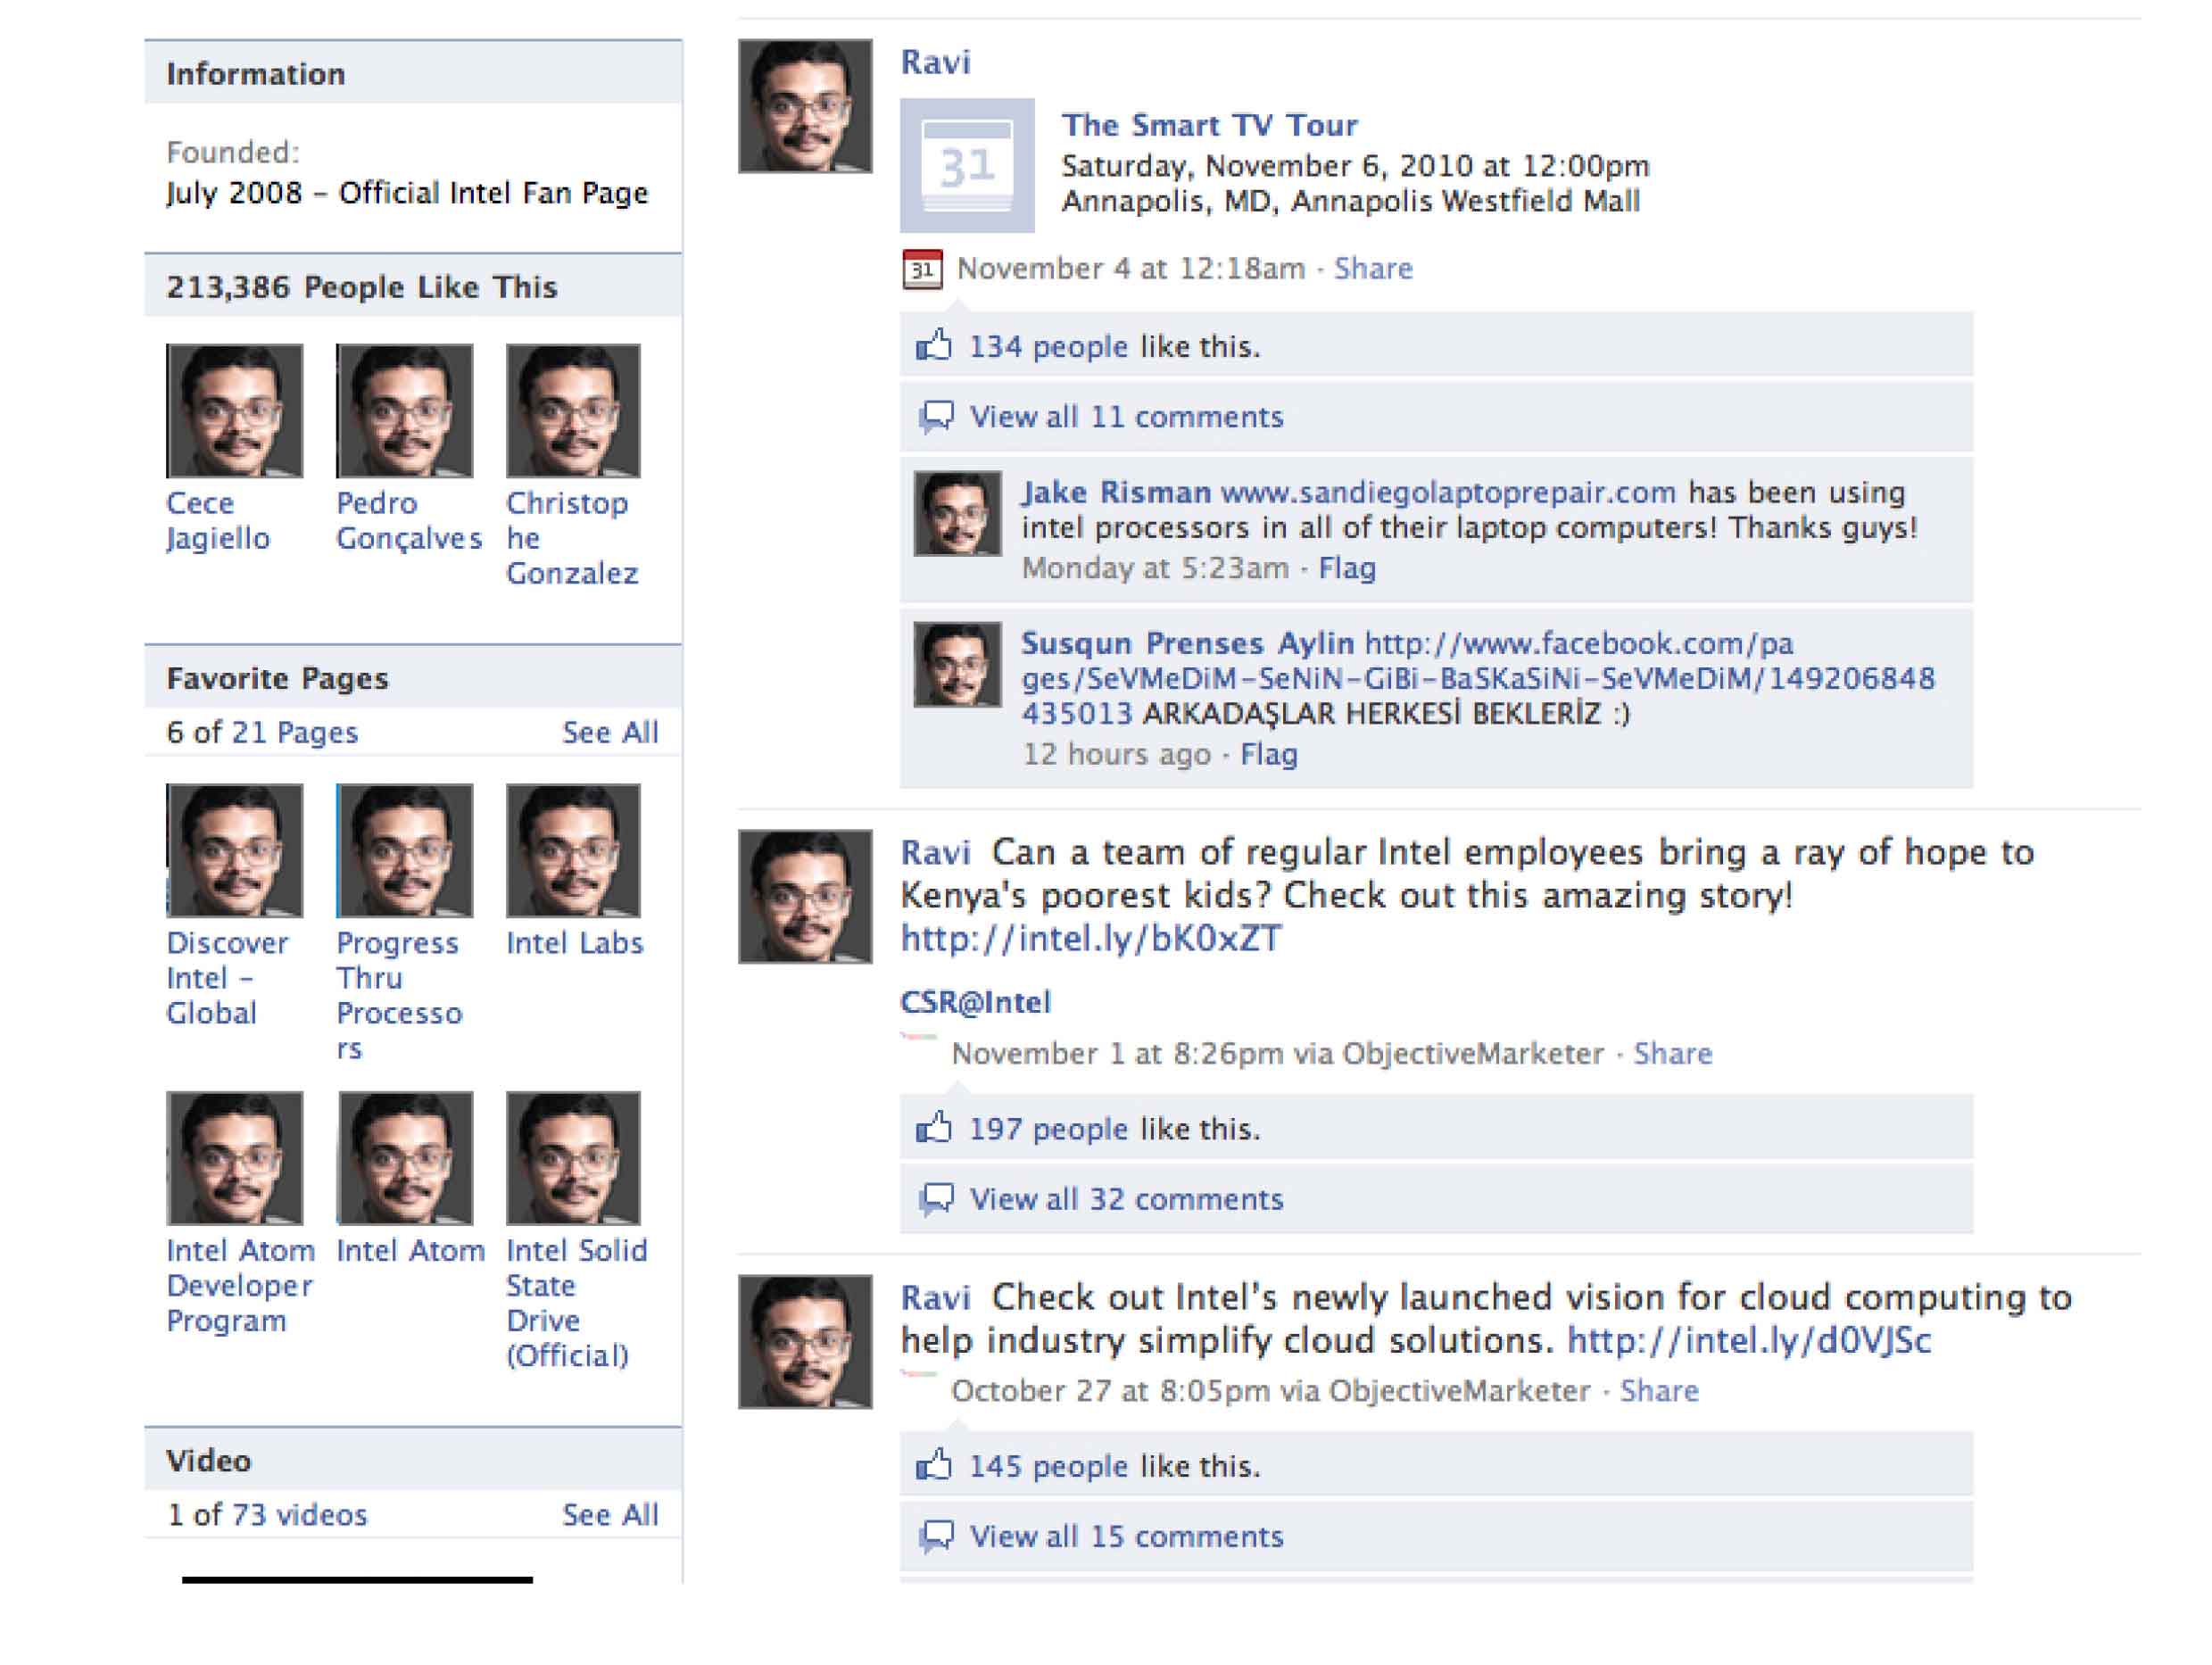 Information
Founded:
July 2008 – Official Intel Fan Page
213,386 People Like This
Cece
Jagiello
Pedro
Gonçalves
Christop
he
Gonzalez
Favorite Pages
6 of 21 Pages
See All
Discover
Intel –
Global
Progress
Thru
Processo
rs
Intel Labs
Intel Atom
Developer
Program
Intel Atom
Intel Solid
State
Drive
(Official)
Video
1 of 73 videos
See All
Ravi
31
The Smart TV Tour
Saturday, November 6, 2010 at 12:00pm
Annapolis, MD, Annapolis Westfield Mall
31 November 4 at 12:18am · Share
134 people like this.
View all 11 comments
Jake Risman www.sandiegolaptoprepair.com has been using
intel processors in all of their laptop computers! Thanks guys!
Monday at 5:23am · Flag
Susqun Prenses Aylin http://www.facebook.com/pa
ges/SeVMeDiM-SeNiN-GiBi-BaSKaSiNi-SeVMeDiM/149206848
435013 ARKADAŞLAR HERKESİ BEKLERİZ :)
12 hours ago · Flag
Ravi Can a team of regular Intel employees bring a ray of hope to
Kenya's poorest kids? Check out this amazing story!
http://intel.ly/bK0xZT
CSR@Intel
November 1 at 8:26pm via ObjectiveMarketer · Share
197 people like this.
View all 32 comments
Ravi Check out Intel’s newly launched vision for cloud computing to
help industry simplify cloud solutions. http://intel.ly/d0VJSc
October 27 at 8:05pm via ObjectiveMarketer · Share
145 people like this.
View all 15 comments